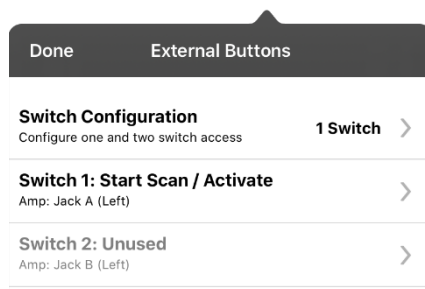 Done External Buttons
Switch Configuration
Configure one and two switch access
1 Switch
Switch 1: Start Scan / Activate
Amp: Jack A (Left)
Switch 2: Unused
Amp: Jack B (Left)